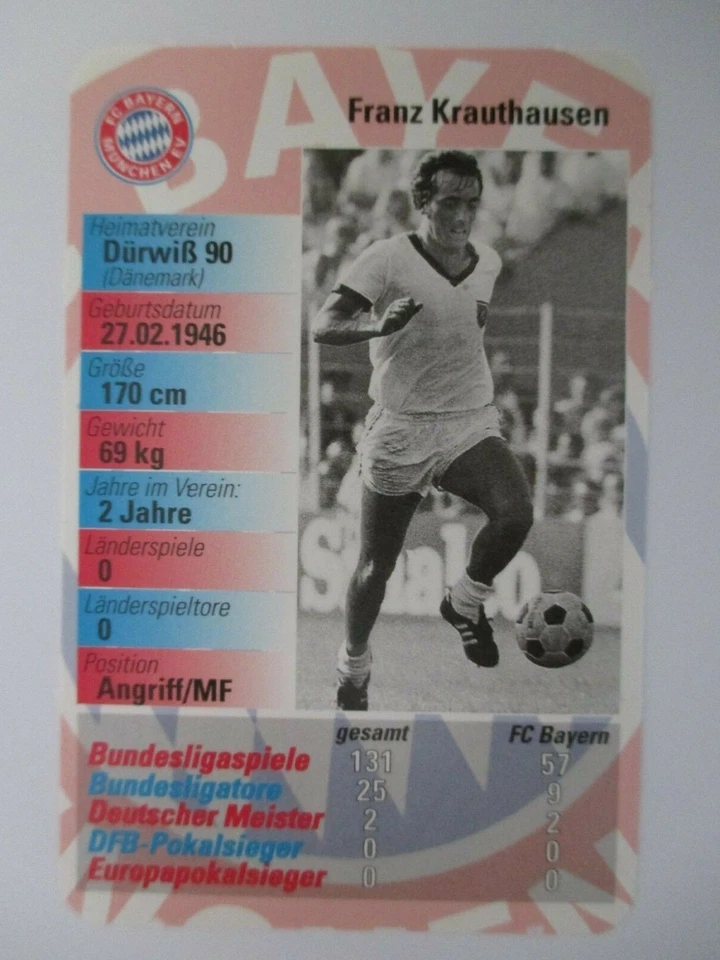 FC BAYERN
MÜNCHEN EV
BAYE
Franz Krauthausen
Heimatverein
Dürwiß 90
(Dänemark)
Geburtsdatum
27.02.1946
Größe
170 cm
Gewicht
69 kg
Jahre im Verein:
2 Jahre
Länderspiele
0
Länderspieltore
0
Position
Angriff/MF
Sinalco
gesamt FC Bayern
Bundesligaspiele 131 57
Bundesligatore 25 9
Deutscher Meister 2 2
DFB-Pokalsieger 0 0
Europapokalsieger 0 0